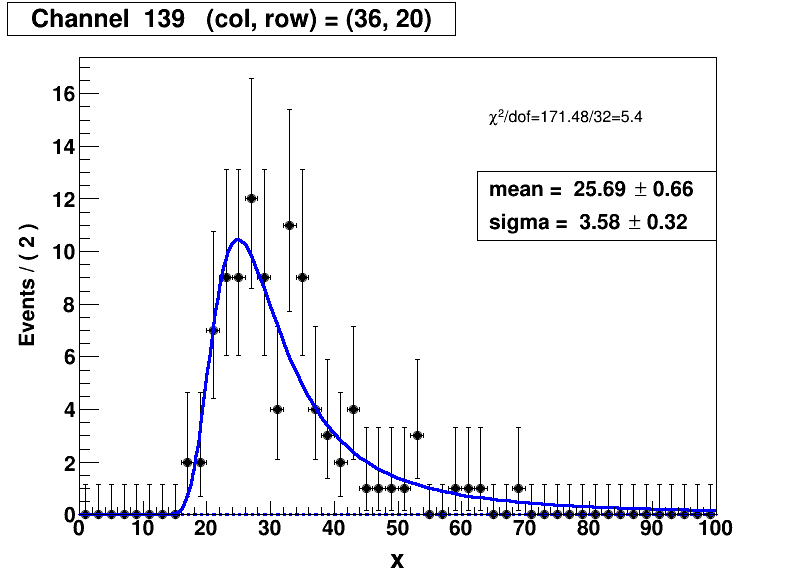 Channel 139 (col, row) = (36, 20)
Events / ( 2 )
16
14
12
10
8
6
4
2
0
χ²/dof=171.48/32=5.4
mean = 25.69 ± 0.66
sigma = 3.58 ± 0.32
0 10 20 30 40 50 60 70 80 90 100
x